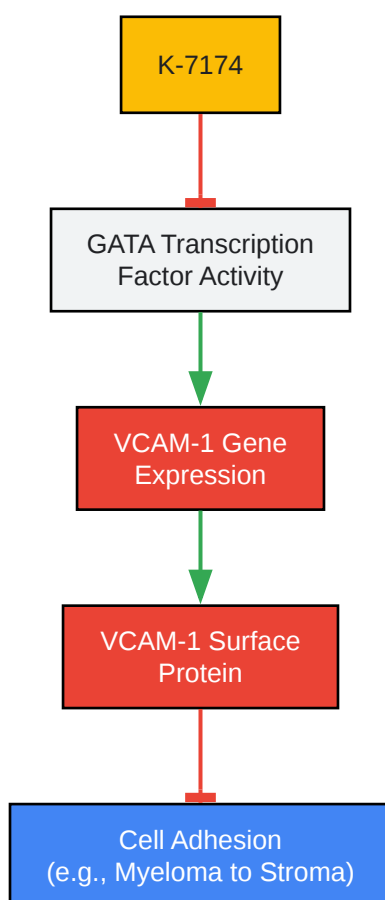 K-7174
GATA Transcription
Factor Activity
VCAM-1 Gene
Expression
VCAM-1 Surface
Protein
Cell Adhesion
(e.g., Myeloma to Stroma)